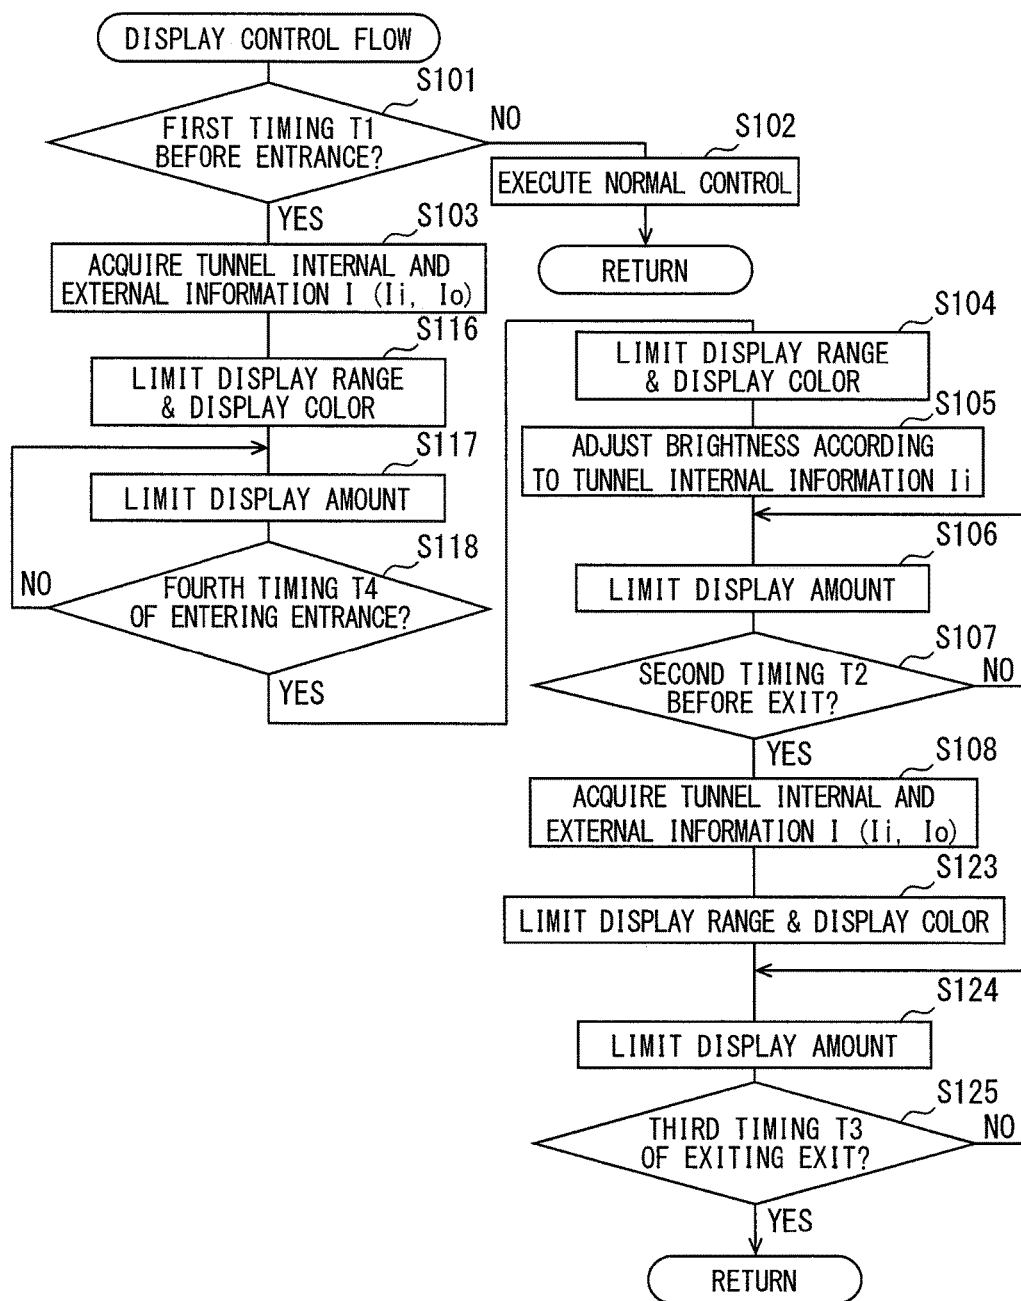 DISPLAY CONTROL FLOW
S101
FIRST TIMING T1
BEFORE ENTRANCE?
NO
YES
S102
EXECUTE NORMAL CONTROL
RETURN
S103
ACQUIRE TUNNEL INTERNAL AND
EXTERNAL INFORMATION I (Ii, Io)
S116
LIMIT DISPLAY RANGE
& DISPLAY COLOR
S117
LIMIT DISPLAY AMOUNT
S118
FOURTH TIMING T4
OF ENTERING ENTRANCE?
NO
YES
S104
LIMIT DISPLAY RANGE
& DISPLAY COLOR
S105
ADJUST BRIGHTNESS ACCORDING
TO TUNNEL INTERNAL INFORMATION Ii
S106
LIMIT DISPLAY AMOUNT
S107
SECOND TIMING T2
BEFORE EXIT?
NO
YES
S108
ACQUIRE TUNNEL INTERNAL AND
EXTERNAL INFORMATION I (Ii, Io)
S123
LIMIT DISPLAY RANGE & DISPLAY COLOR
S124
LIMIT DISPLAY AMOUNT
S125
THIRD TIMING T3
OF EXITING EXIT?
NO
YES
RETURN